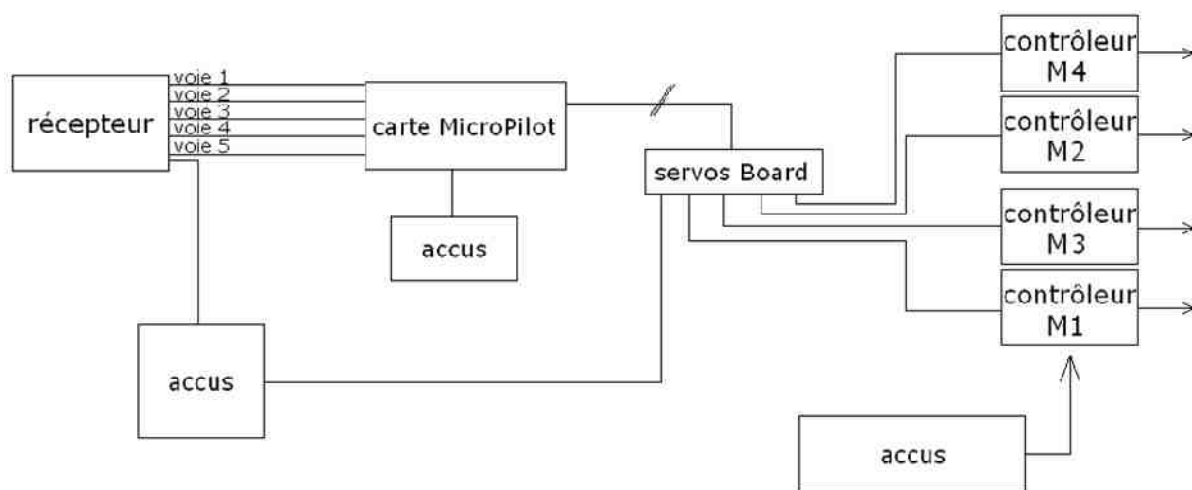 récepteur
voie 1
voie 2
voie 3
voie 4
voie 5
carte MicroPilot
accus
accus
servos Board
contrôleur
M4
contrôleur
M2
contrôleur
M3
contrôleur
M1
accus